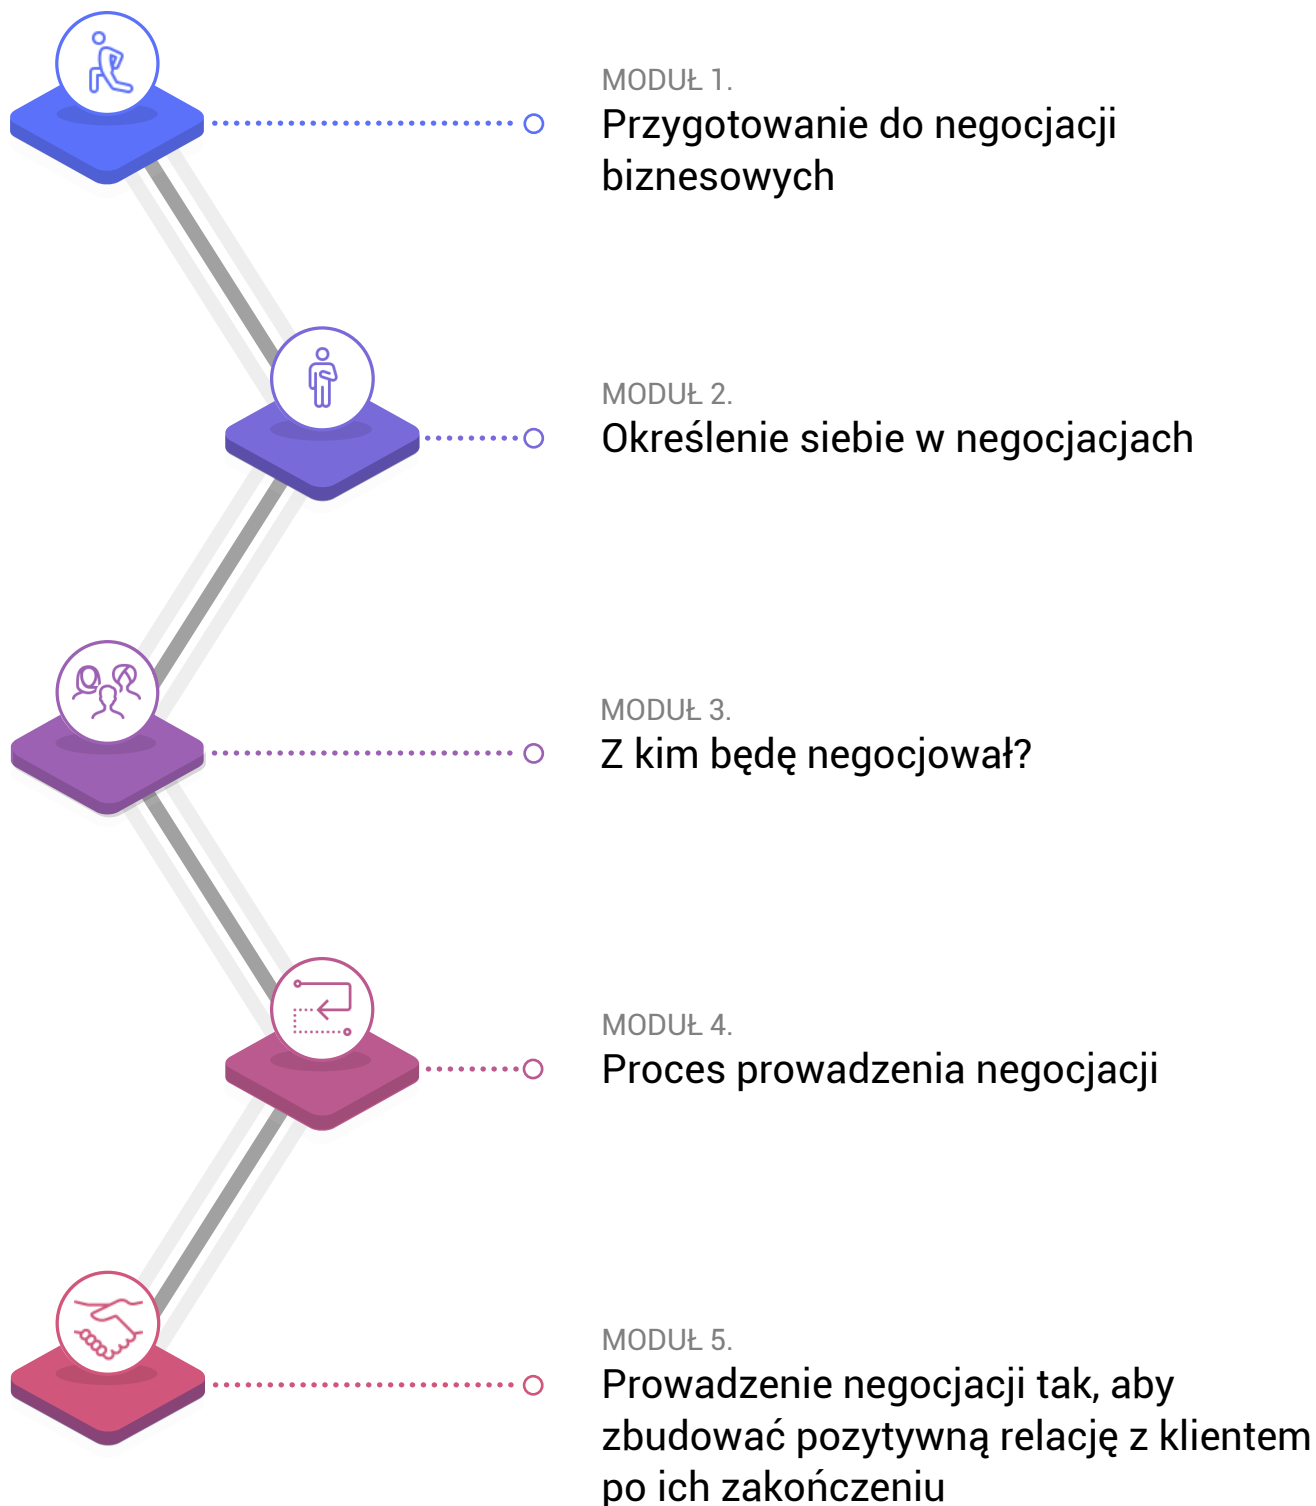 MODUŁ 1.
Przygotowanie do negocjacji
biznesowych
MODUŁ 2.
Określenie siebie w negocjacjach
MODUŁ 3.
Z kim będę negocjował?
MODUŁ 4.
Proces prowadzenia negocjacji
MODUŁ 5.
Prowadzenie negocjacji tak, aby
zbudować pozytywną relację z klientem
po ich zakończeniu